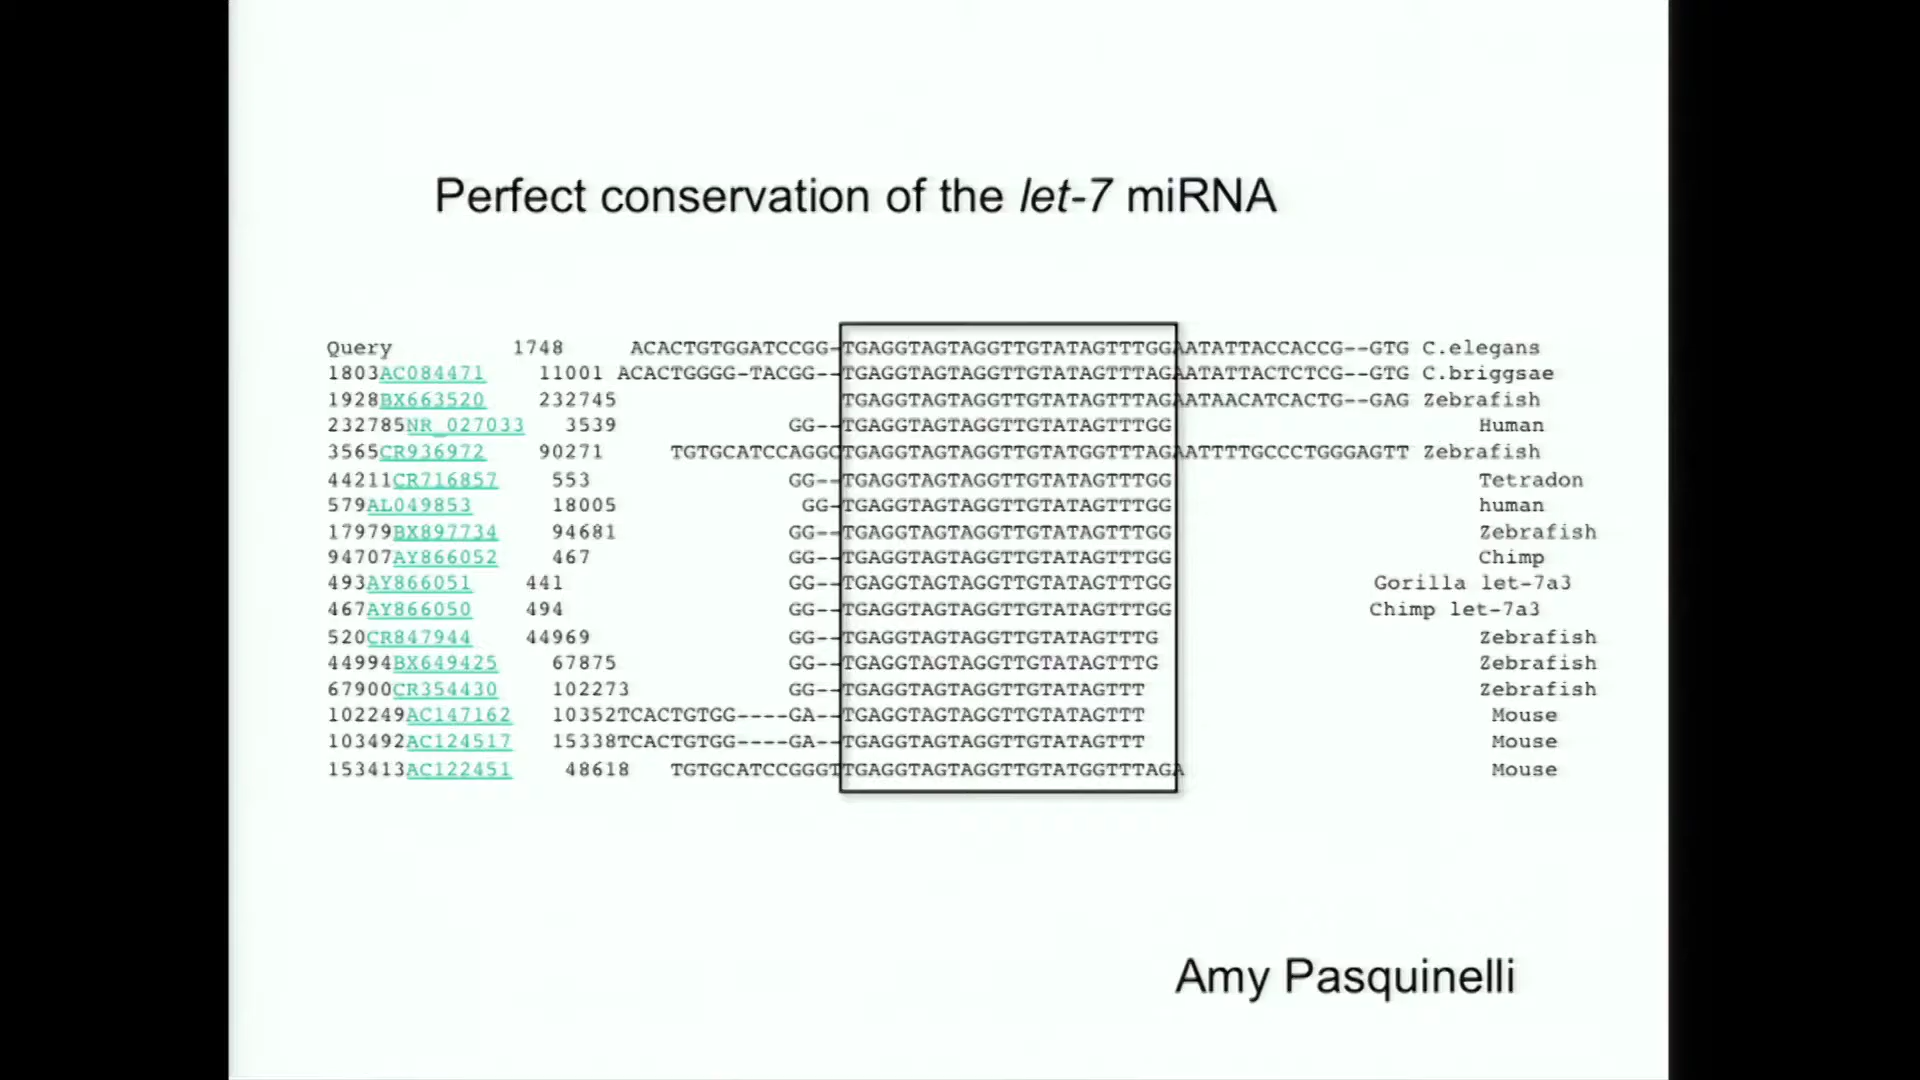 Perfect conservation of the let-7 miRNA
Query 1748 ACACTGTGGATCCGG-TGAGGTAGTAGGTTGTATAGTTTGGAATATTACCACCG--GTG C.elegans
1803AC084471 11001 ACACTGGGG-TACGG--TGAGGTAGTAGGTTGTATAGTTTAGAATATTACTCTCG--GTG C.briggsae
1928BX663520 232745 TGAGGTAGTAGGTTGTATAGTTTAGAATAACATCACTG--GAG Zebrafish
232785NR_027033 3539 GG--TGAGGTAGTAGGTTGTATAGTTTGG Human
3565CR936972 90271 TGTGCATCCAGGCTGAGGTAGTAGGTTGTATGGTTTAGAATTTTGCCCTGGGAGTT Zebrafish
44211CR716857 553 GG--TGAGGTAGTAGGTTGTATAGTTTGG Tetradon
579AL049853 18005 GG-TGAGGTAGTAGGTTGTATAGTTTGG human
17979BX897734 94681 GG--TGAGGTAGTAGGTTGTATAGTTTGG Zebrafish
94707AY866052 467 GG--TGAGGTAGTAGGTTGTATAGTTTGG Chimp
493AY866051 441 GG--TGAGGTAGTAGGTTGTATAGTTTGG Gorilla let-7a3
467AY866050 494 GG--TGAGGTAGTAGGTTGTATAGTTTGG Chimp let-7a3
520CR847944 44969 GG--TGAGGTAGTAGGTTGTATAGTTTG Zebrafish
44994BX649425 67875 GG--TGAGGTAGTAGGTTGTATAGTTTG Zebrafish
67900CR354430 102273 GG--TGAGGTAGTAGGTTGTATAGTTT Zebrafish
102249AC147162 10352TCACTGTGG----GA--TGAGGTAGTAGGTTGTATAGTTT Mouse
103492AC124517 15338TCACTGTGG----GA--TGAGGTAGTAGGTTGTATAGTTT Mouse
153413AC122451 48618 TGTGCATCCGGGTTGAGGTAGTAGGTTGTATGGTTTAGA Mouse
Amy Pasquinelli